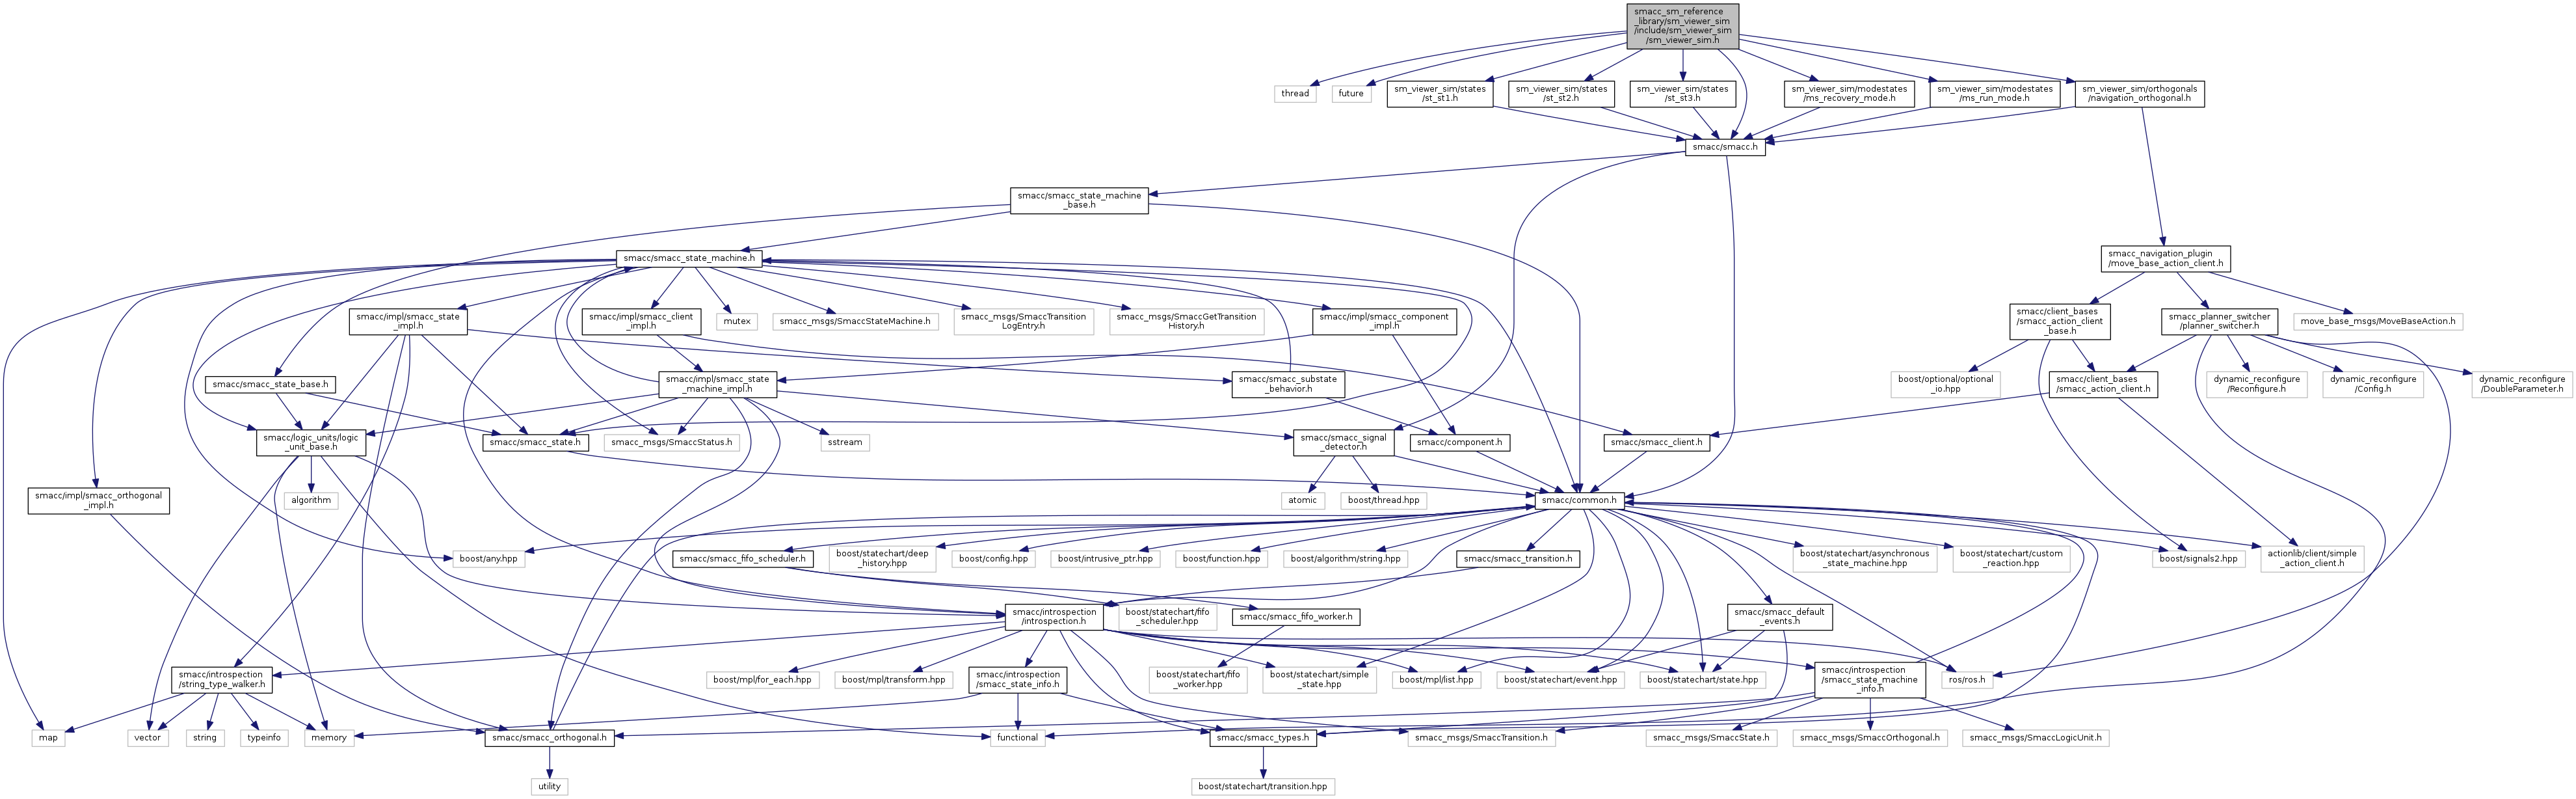 smacc_sm_reference
_library/sm_viewer_sim
/include/sm_viewer_sim
/sm_viewer_sim.h
thread
future
sm_viewer_sim/states
/st_st1.h
sm_viewer_sim/states
/st_st2.h
sm_viewer_sim/states
/st_st3.h
sm_viewer_sim/modestates
/ms_recovery_mode.h
sm_viewer_sim/modestates
/ms_run_mode.h
sm_viewer_sim/orthogonals
/navigation_orthogonal.h
smacc/smacc.h
smacc/smacc_state_machine
_base.h
smacc/smacc_state_machine.h
smacc_navigation_plugin
/move_base_action_client.h
smacc/impl/smacc_state
_impl.h
smacc/impl/smacc_client
_impl.h
mutex
smacc_msgs/SmaccStateMachine.h
smacc_msgs/SmaccTransition
LogEntry.h
smacc_msgs/SmaccGetTransition
History.h
smacc/impl/smacc_component
_impl.h
smacc/client_bases
/smacc_action_client
_base.h
smacc_planner_switcher
/planner_switcher.h
move_base_msgs/MoveBaseAction.h
smacc/smacc_state_base.h
smacc/impl/smacc_state
_machine_impl.h
smacc/smacc_substate
_behavior.h
boost/optional/optional
_io.hpp
smacc/client_bases
/smacc_action_client.h
dynamic_reconfigure
/Reconfigure.h
dynamic_reconfigure
/Config.h
dynamic_reconfigure
/DoubleParameter.h
smacc/logic_units/logic
_unit_base.h
smacc/smacc_state.h
smacc_msgs/SmaccStatus.h
sstream
smacc/smacc_signal
_detector.h
smacc/component.h
smacc/smacc_client.h
smacc/impl/smacc_orthogonal
_impl.h
algorithm
atomic
boost/thread.hpp
smacc/common.h
boost/any.hpp
smacc/smacc_fifo_scheduler.h
boost/statechart/deep
_history.hpp
boost/config.hpp
boost/intrusive_ptr.hpp
boost/function.hpp
boost/algorithm/string.hpp
smacc/smacc_transition.h
boost/statechart/asynchronous
_state_machine.hpp
boost/statechart/custom
_reaction.hpp
boost/signals2.hpp
actionlib/client/simple
_action_client.h
smacc/introspection
/introspection.h
boost/statechart/fifo
_scheduler.hpp
smacc/smacc_fifo_worker.h
smacc/smacc_default
_events.h
smacc/introspection
/string_type_walker.h
boost/mpl/for_each.hpp
boost/mpl/transform.hpp
smacc/introspection
/smacc_state_info.h
boost/statechart/fifo
_worker.hpp
boost/statechart/simple
_state.hpp
boost/mpl/list.hpp
boost/statechart/event.hpp
boost/statechart/state.hpp
smacc/introspection
/smacc_state_machine
_info.h
ros/ros.h
map
vector
string
typeinfo
memory
smacc/smacc_orthogonal.h
functional
smacc/smacc_types.h
smacc_msgs/SmaccTransition.h
smacc_msgs/SmaccState.h
smacc_msgs/SmaccOrthogonal.h
smacc_msgs/SmaccLogicUnit.h
utility
boost/statechart/transition.hpp